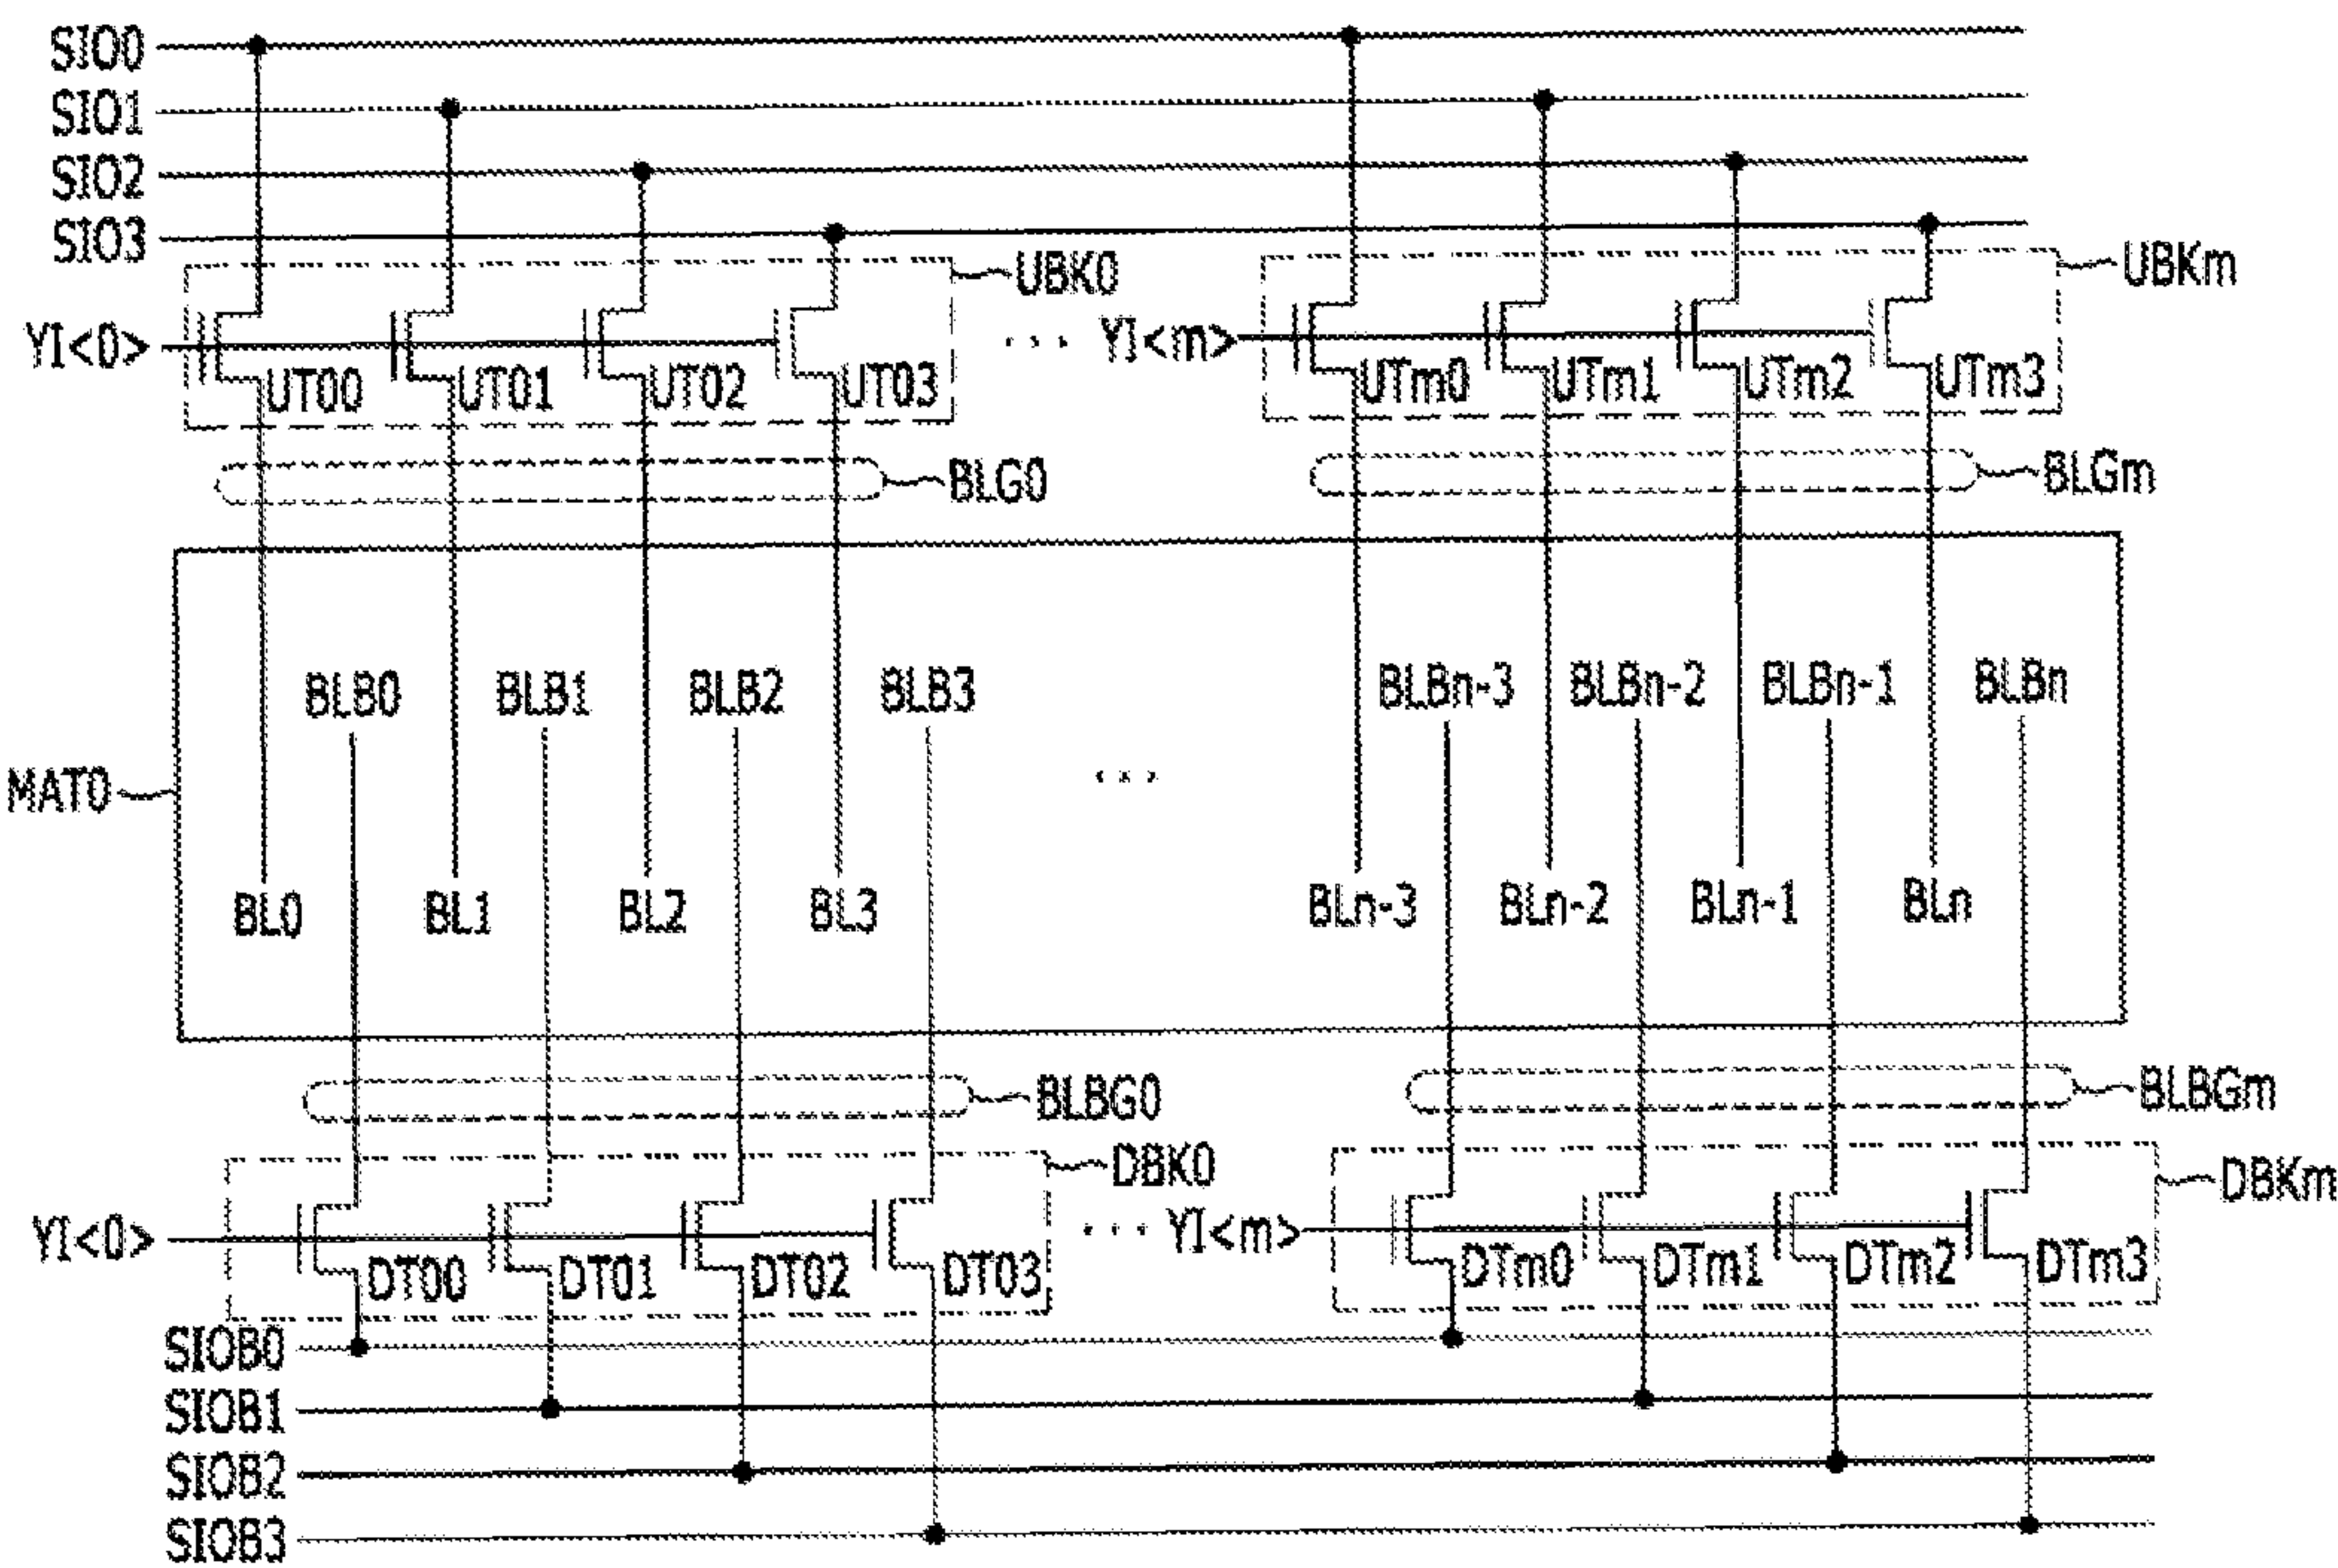 SIO0
SIO1
SIO2
SIO3
UBK0
UBKm
YI<0>
UT00
UT01
UT02
UT03
... YI<m>
UTm0
UTm1
UTm2
UTm3
BLG0
BLGm
BLB0
BLB1
BLB2
BLB3
BLBn-3
BLBn-2
BLBn-1
BLBn
MAT0
...
BL0
BL1
BL2
BL3
BLn-3
BLn-2
BLn-1
BLn
BLBG0
BLBGm
DBK0
DBKm
YI<0>
DT00
DT01
DT02
DT03
... YI<m>
DTm0
DTm1
DTm2
DTm3
SIOB0
SIOB1
SIOB2
SIOB3